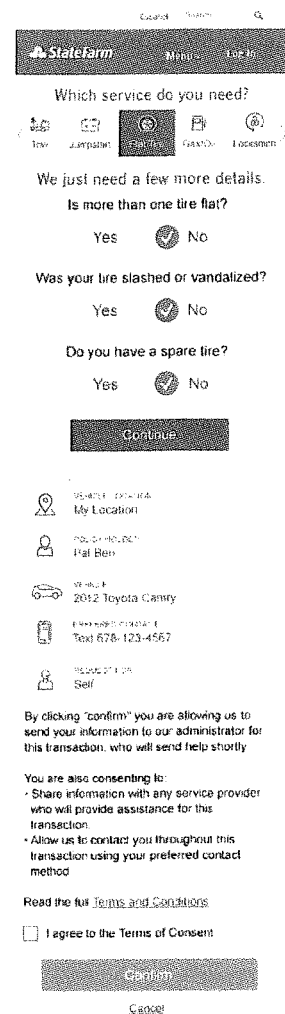 Español Search
StateFarm Menu Log In
Which service do you need?
Tow Jumpstart Flat Tire Gas/Oil Locksmith
We just need a few more details.
Is more than one tire flat?
Yes No
Was your tire slashed or vandalized?
Yes No
Do you have a spare tire?
Yes No
Continue
VEHICLE LOCATION
My Location
POLICYHOLDER
Pat Ben
VEHICLE
2012 Toyota Camry
PREFERRED CONTACT
Text 678-123-4567
REQUEST FOR
Self
By clicking "confirm" you are allowing us to
send your information to our administrator for
this transaction, who will send help shortly
You are also consenting to:
• Share information with any service provider
who will provide assistance for this
transaction
• Allow us to contact you throughout this
transaction using your preferred contact
method
Read the full Terms and Conditions
I agree to the Terms of Consent
Confirm
Cancel